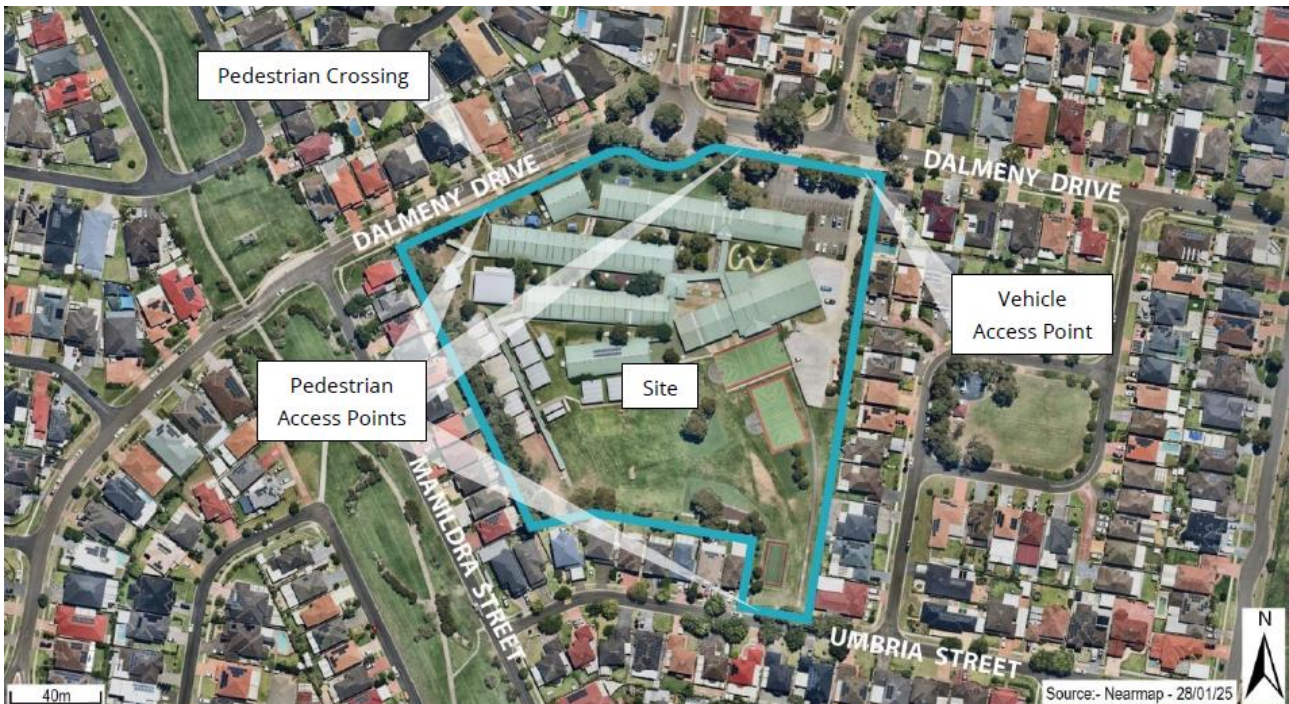 Pedestrian Crossing
DALMENY DRIVE
DALMENY DRIVE
Vehicle
Access Point
Pedestrian
Access Points
Site
MANILDRA STREET
UMBRIA STREET
N
40m
Source:- Nearmap - 28/01/25